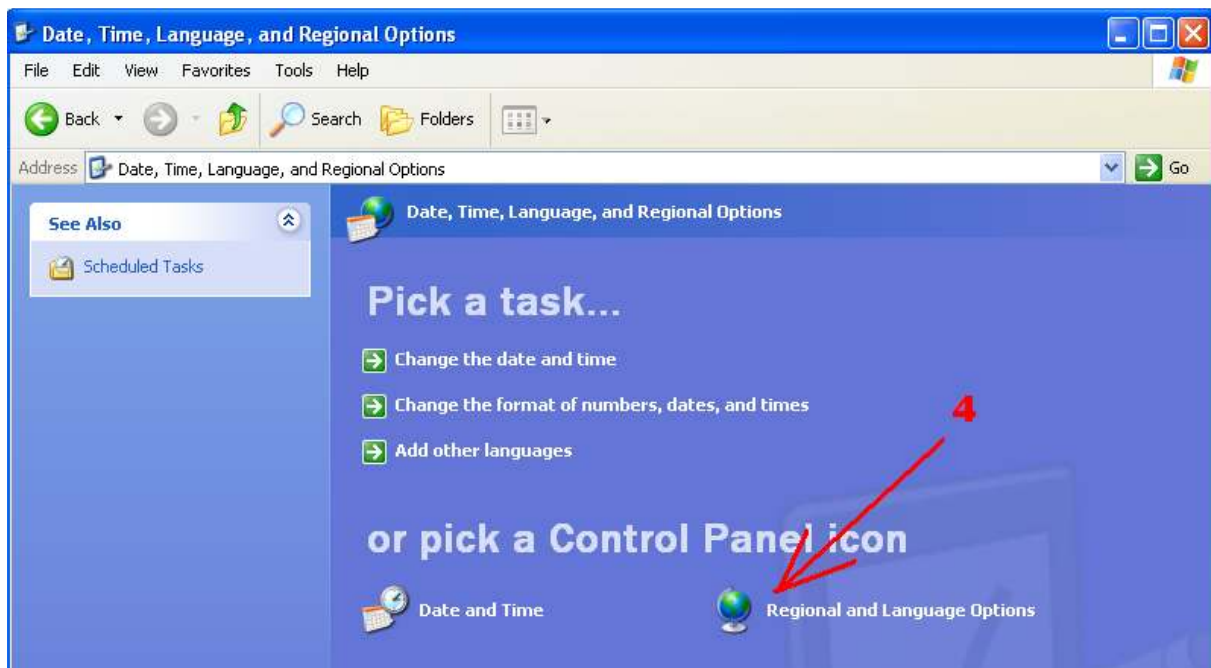 Date, Time, Language, and Regional Options
File Edit View Favorites Tools Help
Back Search Folders
Address Date, Time, Language, and Regional Options Go
See Also
Scheduled Tasks
Date, Time, Language, and Regional Options
Pick a task...
Change the date and time
Change the format of numbers, dates, and times
Add other languages
4
or pick a Control Panel icon
Date and Time
Regional and Language Options